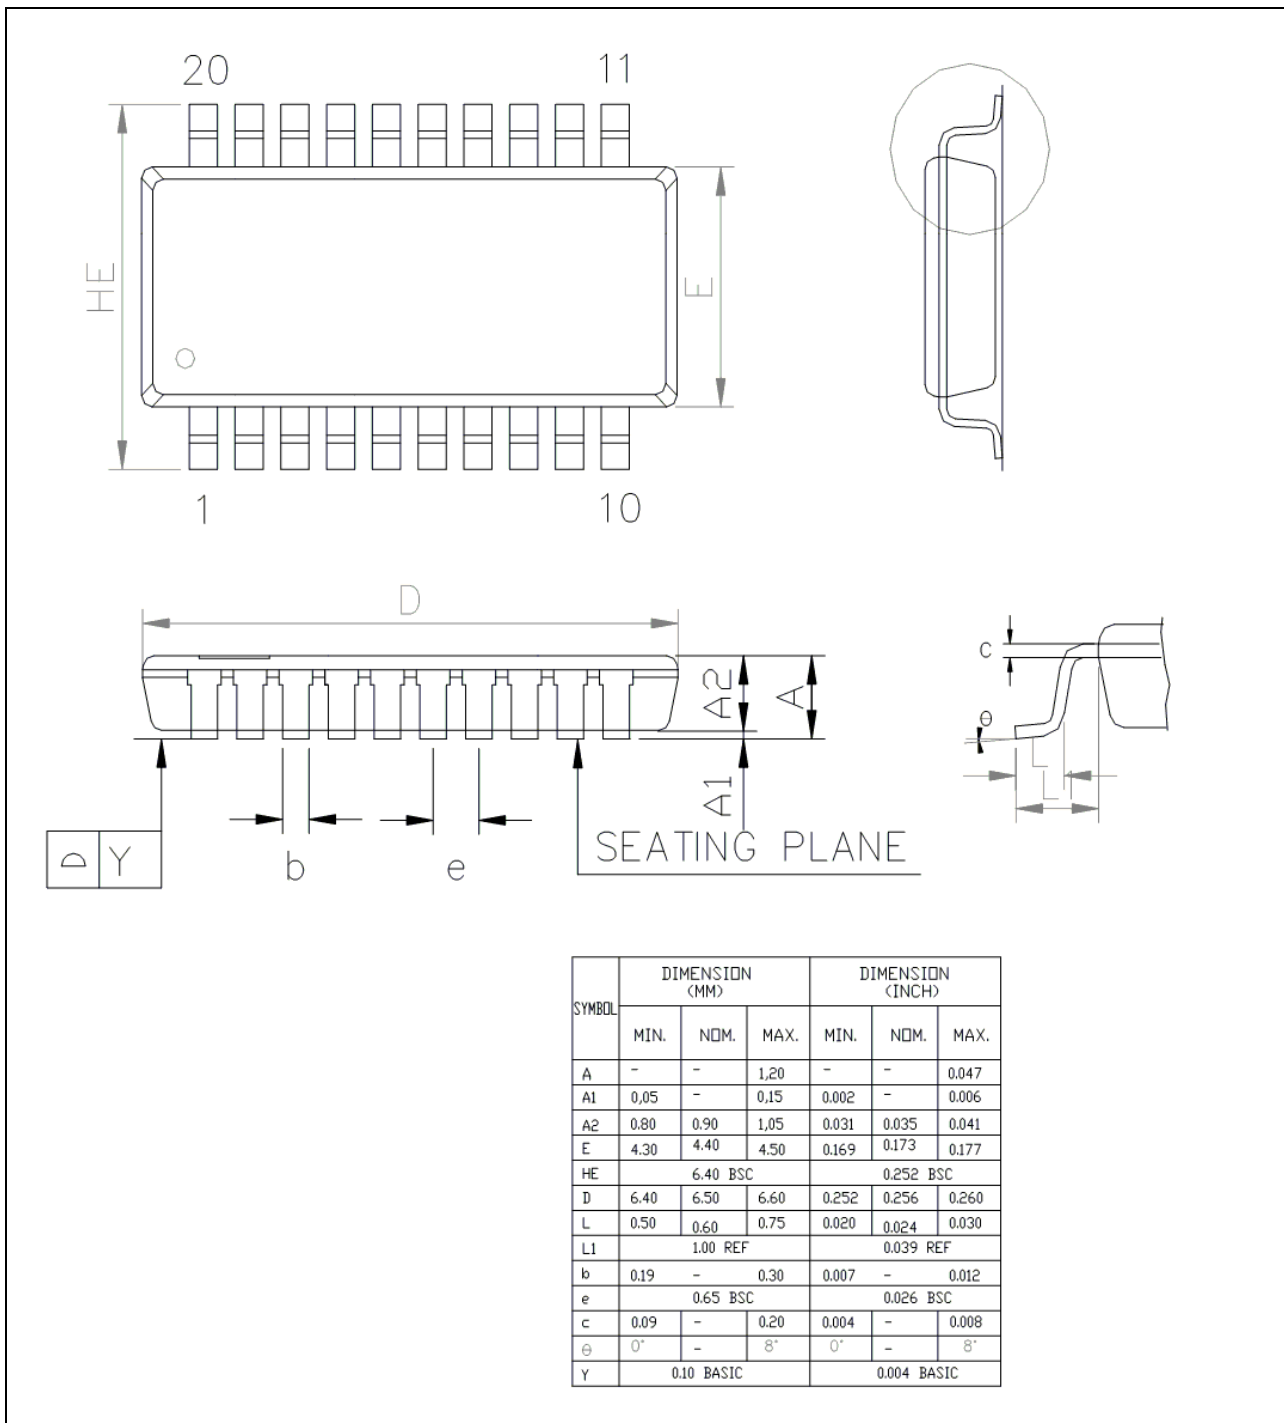 20 11
HE
E
1 10
D
A2
A
A1
C
θ
L
L
Y
b e
SEATING PLANE
SYMBOL DIMENSION (MM) DIMENSION (INCH)
MIN. NOM. MAX. MIN. NOM. MAX.
A - - 1,20 - - 0.047
A1 0,05 - 0,15 0.002 - 0.006
A2 0.80 0.90 1,05 0.031 0.035 0.041
E 4.30 4.40 4.50 0.169 0.173 0.177
HE 6.40 BSC 0.252 BSC
D 6.40 6.50 6.60 0.252 0.256 0.260
L 0.50 0.60 0.75 0.020 0.024 0.030
L1 1.00 REF 0.039 REF
b 0.19 - 0.30 0.007 - 0.012
e 0.65 BSC 0.026 BSC
c 0.09 - 0.20 0.004 - 0.008
θ 0° - 8° 0° - 8°
Y 0.10 BASIC 0.004 BASIC